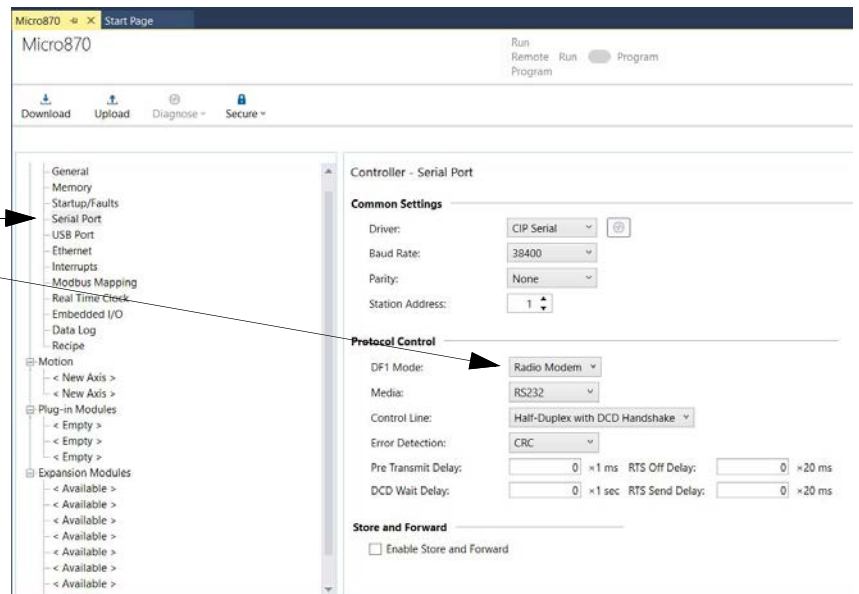 Micro870 Start Page
Micro870
Run
Remote Run Program
Program
Download Upload Diagnose Secure
General
Memory
Startup/Faults
Serial Port
USB Port
Ethernet
Interrupts
Modbus Mapping
Real Time Clock
Embedded I/O
Data Log
Recipe
Motion
< New Axis >
< New Axis >
Plug-in Modules
< Empty >
< Empty >
< Empty >
Expansion Modules
< Available >
< Available >
< Available >
< Available >
< Available >
< Available >
< Available >
Controller - Serial Port
Common Settings
Driver: CIP Serial
Baud Rate: 38400
Parity: None
Station Address: 1
Protocol Control
DF1 Mode: Radio Modem
Media: RS232
Control Line: Half-Duplex with DCD Handshake
Error Detection: CRC
Pre Transmit Delay: 0 ×1 ms RTS Off Delay: 0 ×20 ms
DCD Wait Delay: 0 ×1 sec RTS Send Delay: 0 ×20 ms
Store and Forward
Enable Store and Forward